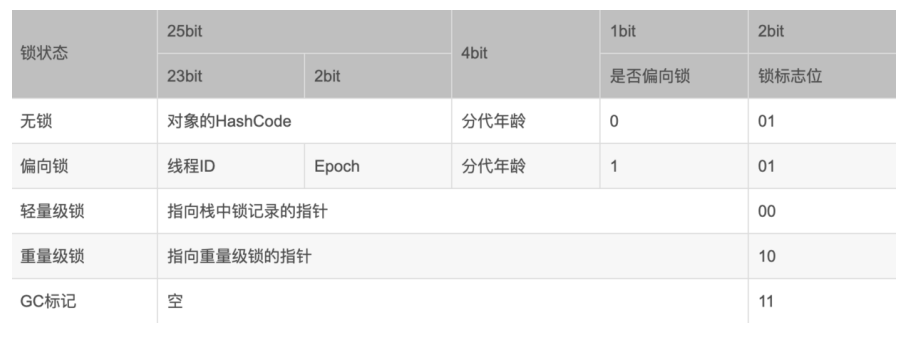 锁状态 25bit 4bit 1bit 2bit
23bit 2bit 是否偏向锁 锁标志位
无锁 对象的HashCode 分代年龄 0 01
偏向锁 线程ID Epoch 分代年龄 1 01
轻量级锁 指向栈中锁记录的指针 00
重量级锁 指向重量级锁的指针 10
GC标记 空 11